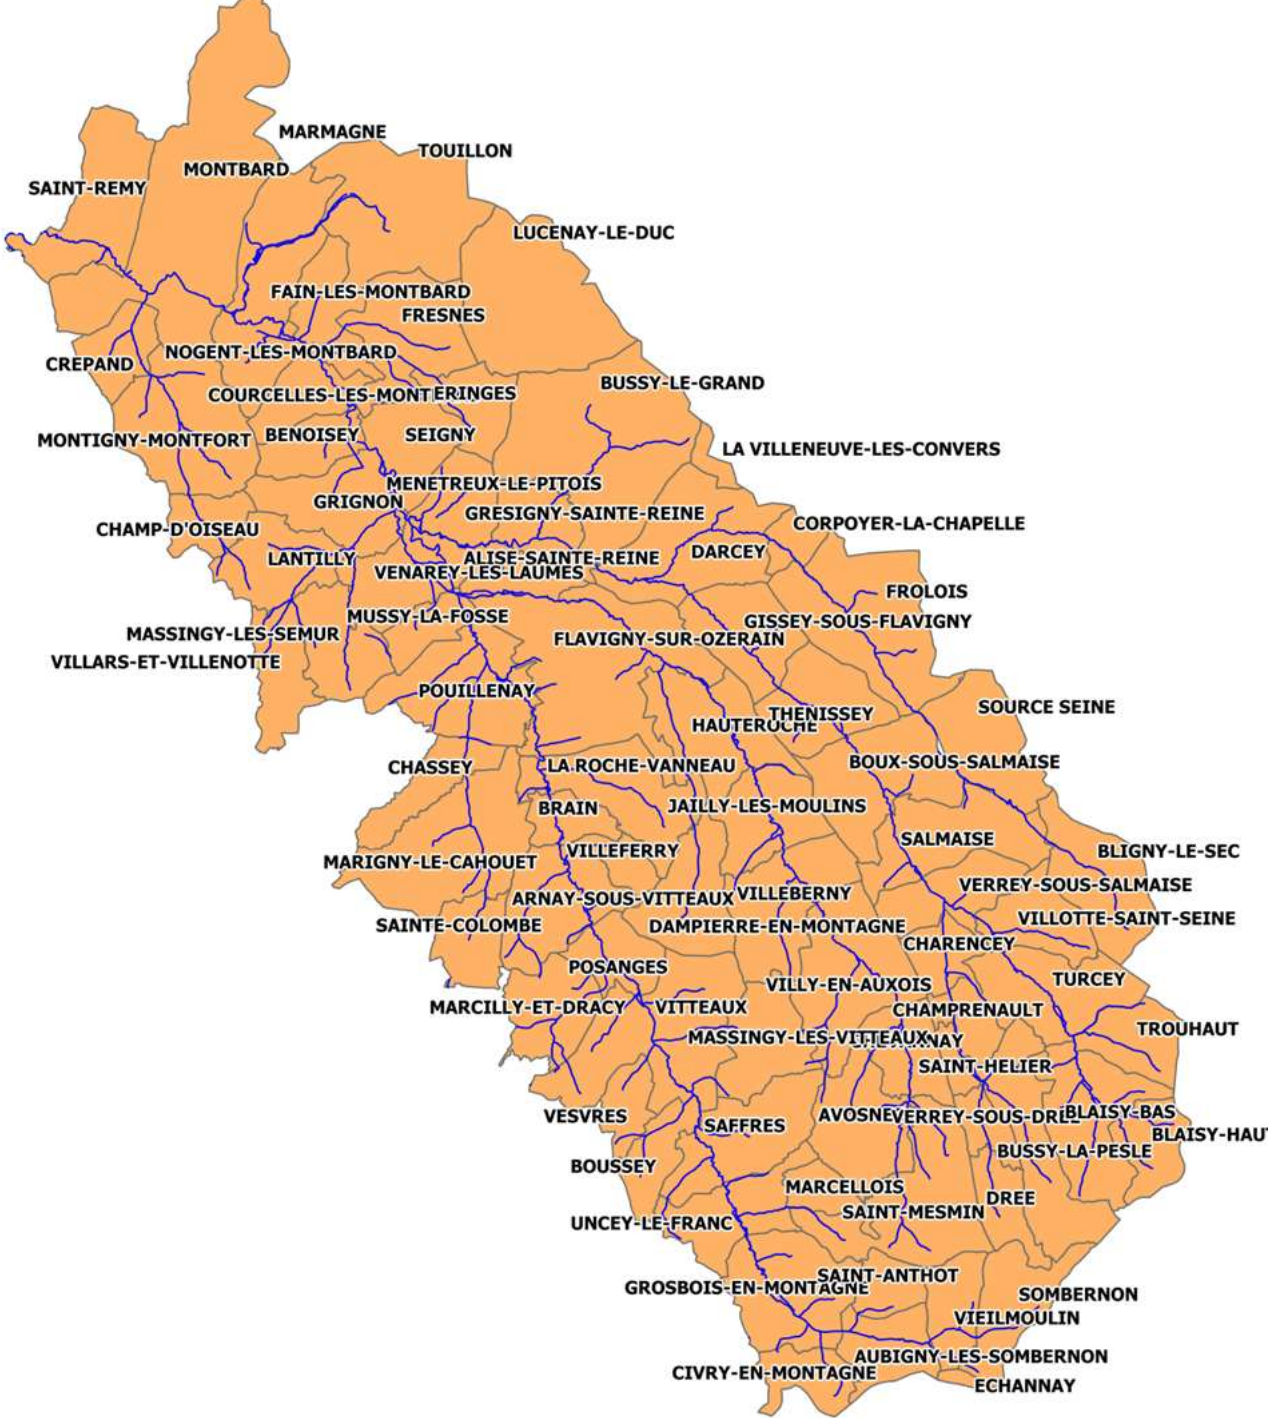 MARMAGNE
TOUILLON
MONTBARD
SAINT-REMY
LUCENAY-LE-DUC
FAIN-LES-MONTBARD
FRESNES
NOGENT-LES-MONTBARD
CREPAND
BUSSY-LE-GRAND
COURCELLES-LES-MONT
ERINGES
BENOISEY
SEIGNY
MONTIGNY-MONTFORT
LA VILLENEUVE-LES-CONVERS
MENETREUX-LE-PITOIS
GRIGNON
GRESIGNY-SAINTE-REINE
CORPOYER-LA-CHAPELLE
CHAMP-D'OISEAU
DARCEY
LANTILLY
ALISE-SAINTE-REINE
VENAREY-LES-LAUMES
FROLOIS
MUSSY-LA-FOSSE
GISSEY-SOUS-FLAVIGNY
MASSINGY-LES-SEMUR
FLAVIGNY-SUR-OZERAIN
VILLARS-ET-VILLENOTTE
POUILLENAY
SOURCE SEINE
THENISSEY
HAUTEROCHE
BOUX-SOUS-SALMAISE
CHASSEY
LA ROCHE-VANNEAU
BRAIN
JAILLY-LES-MOULINS
SALMAISE
VILLEFERRY
BLIGNY-LE-SEC
MARIGNY-LE-CAHOUET
VERREY-SOUS-SALMAISE
VILLEBERNY
ARNAY-SOUS-VITTEAUX
VILLOTTE-SAINT-SEINE
SAINTE-COLOMBE
DAMPIERRE-EN-MONTAGNE
CHARENCEY
POSANGES
TURCEY
VILLY-EN-AUXOIS
MARCILLY-ET-DRACY
VITTEAUX
CHAMPRENAULT
TROUHAUT
MASSINGY-LES-VITTEAUX
NAY
SAINT-HELIER
VESVRES
AVOSNE
VERREY-SOUS-DRE
BLAISY-BAS
SAFFRES
BLAISY-HAUT
BUSSY-LA-PESLE
BOUSSEY
MARCELLOIS
DREE
SAINT-MESMIN
UNCEY-LE-FRANC
SAINT-ANTHOT
GROSBOIS-EN-MONTAGNE
SOMBERNON
VIEILMOULIN
AUBIGNY-LES-SOMBERNON
CIVRY-EN-MONTAGNE
ECHANNAY